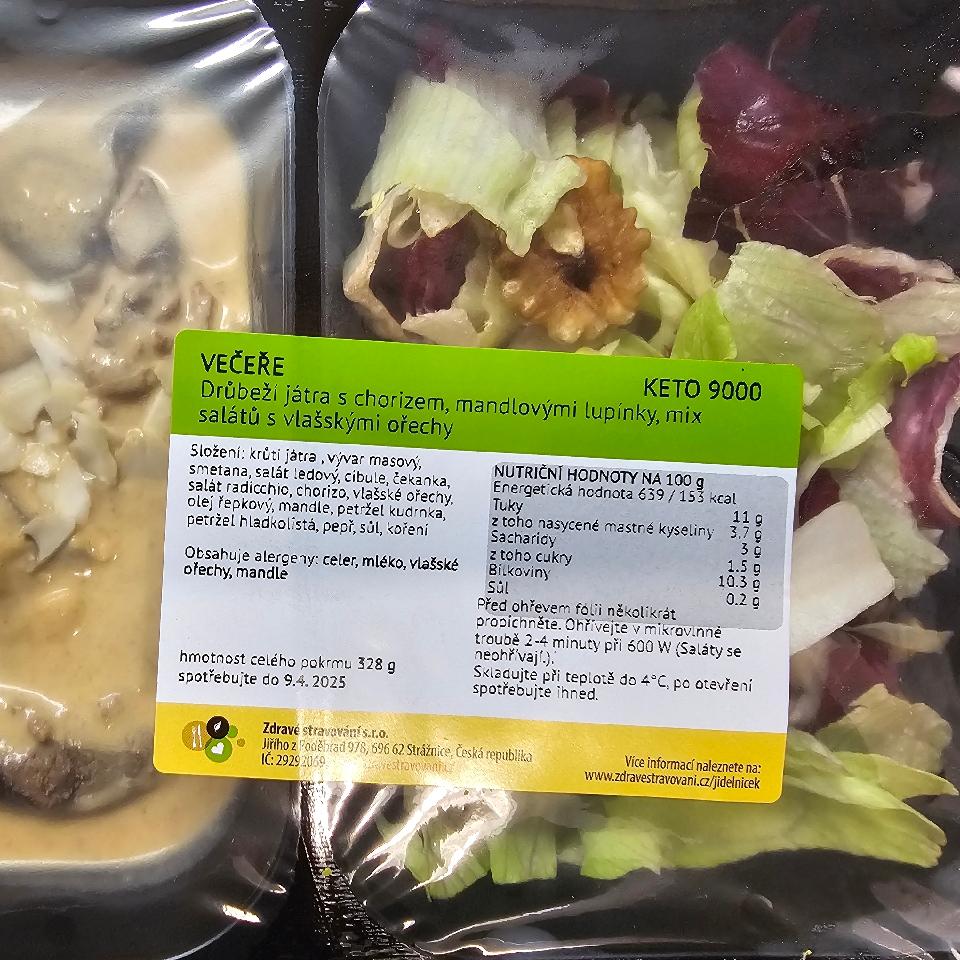 VEČEŘE
KETO 9000
Drůbeží játra s chorizem, mandlovými lupínky, mix
salátů s vlašskými ořechy
Složení: krůtí játra , vývar masový,
smetana, salát ledový, cibule, čekanka,
salát radicchio, chorizo, vlašské ořechy,
olej řepkový, mandle, petržel kudrnka,
petržel hladkolistá, pepř, sůl, koření
Obsahuje alergeny: celer, mléko, vlašské
ořechy, mandle
hmotnost celého pokrmu 328 g
spotřebujte do 9.4. 2025
NUTRIČNÍ HODNOTY NA 100 g
Energetická hodnota 639 / 153 kcal
Tuky 11 g
z toho nasycené mastné kyseliny 3.7 g
Sacharidy 3 g
z toho cukry 1.5 g
Bílkoviny 10.3 g
Sůl 0.2 g
Před ohřevem fólii několikrát
propíchněte. Ohřívejte v mikrovlnné
troubě 2-4 minuty při 600 W (Saláty se
neohřívají.).
Skladujte při teplotě do 4°C, po otevření
spotřebujte ihned.
Zdravé stravování s.r.o.
Jiřího z Poděbrad 978, 696 62 Strážnice, Česká republika
IČ: 29292069
Více informací naleznete na:
www.zdravestravovani.cz/jidelnicek